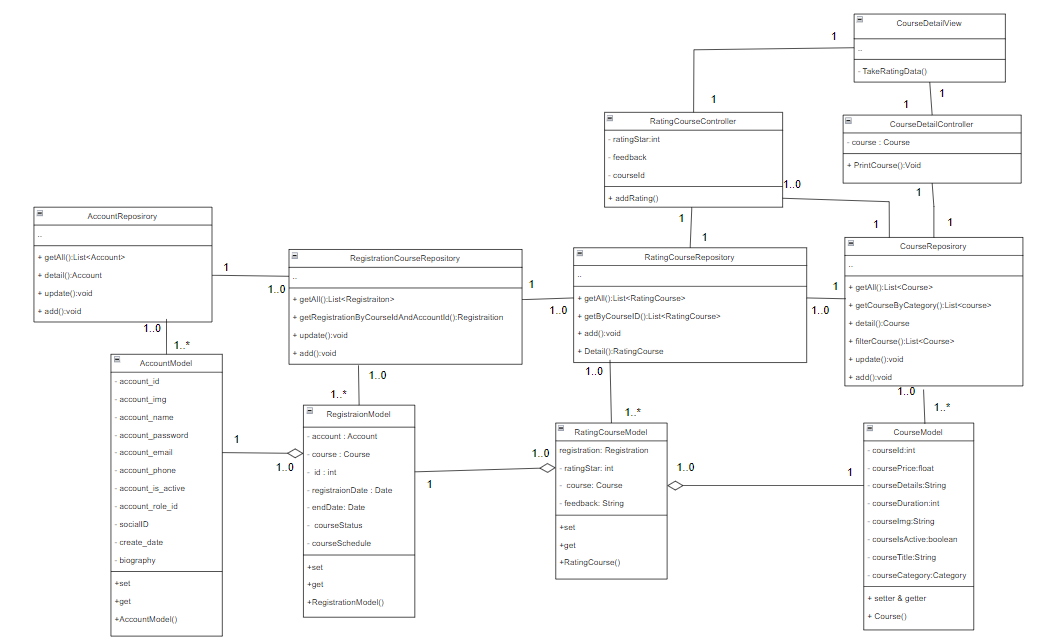 CourseDetailView
..
- TakeRatingData()
1
1
1
1
RatingCourseController
- ratingStar:int
- feedback
- courseId
+ addRating()
CourseDetailController
- course : Course
+ PrintCourse():Void
1..0
1
1
1
1
1
AccountReposirory
..
+ getAll():List<Account>
+ detail():Account
+ update():void
+ add():void
1
1..0
RegistrationCourseRepository
..
+ getAll():List<Registraiton>
+ getRegistrationByCourseIdAndAccountId():Registraition
+ update():void
+ add():void
1
1..0
RatingCourseRepository
..
+ getAll():List<RatingCourse>
+ getByCourseID():List<RatingCourse>
+ add():void
+ Detail():RatingCourse
1
1..0
CourseReposirory
..
+ getAll():List<Course>
+ getCourseByCategory():List<course>
+ detail():Course
+ filterCourse():List<Course>
+ update():void
+ add():void
1..0
1..*
1..0
1..*
1..0
1..*
1..0
1..*
AccountModel
- account_id
- account_img
- account_name
- account_password
- account_email
- account_phone
- account_is_active
- account_role_id
- socialID
- create_date
- biography
+set
+get
+AccountModel()
1
1..0
RegistraionModel
- account : Account
- course : Course
- id : int
- registraionDate : Date
- endDate: Date
- courseStatus
- courseSchedule
+set
+get
+RegistrationModel()
1
1..0
RatingCourseModel
registration: Registration
- ratingStar: int
- course: Course
- feedback: String
+set
+get
+RatingCourse()
1..0
1
CourseModel
- courseId:int
- coursePrice:float
- courseDetails:String
- courseDuration:int
- courseImg:String
- courseIsActive:boolean
- courseTitle:String
- courseCategory:Category
+ setter & getter
+ Course()